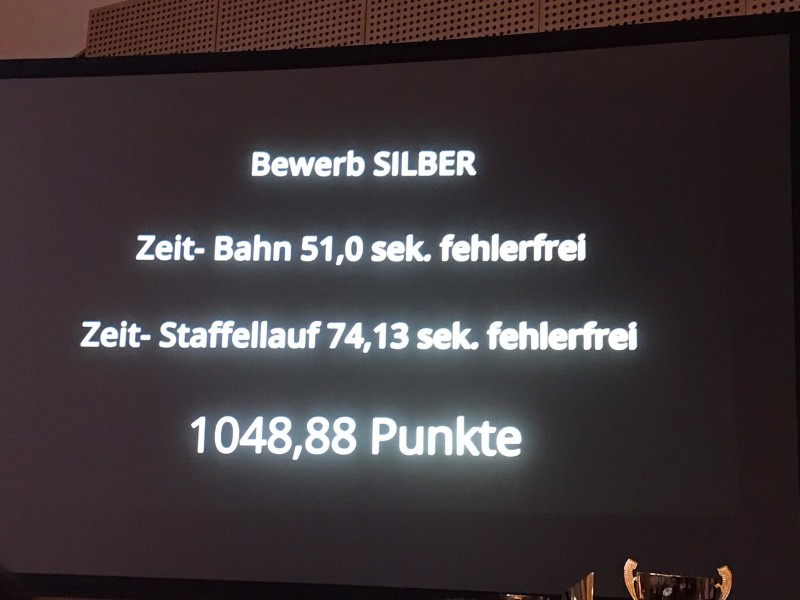 Bewerb SILBER
Zeit- Bahn 51,0 sek. fehlerfrei
Zeit- Staffellauf 74,13 sek. fehlerfrei
1048,88 Punkte